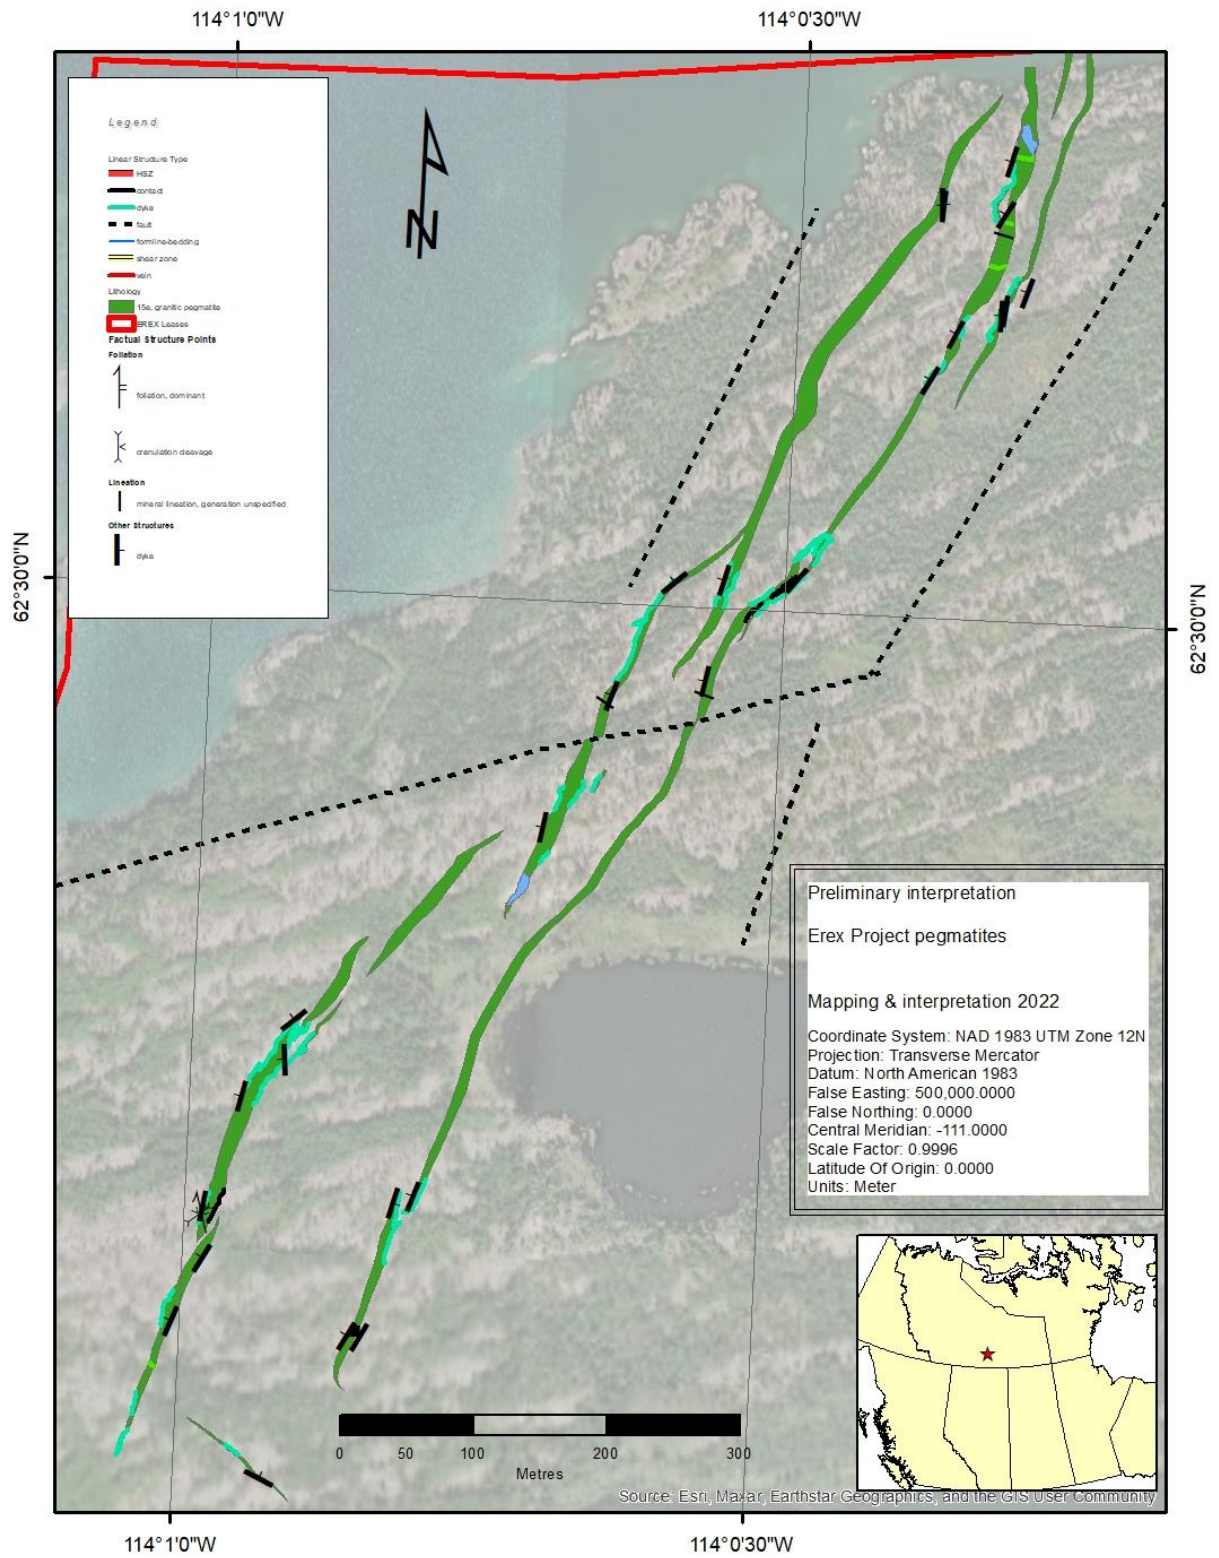 114°1'0"W
114°0'30"W
Legend
Linear Structure Type
HSZ
contact
dyke
fault
formline-bedding
shear zone
vein
Lithology
15e, granitic pegmatite
EREX Leases
Factual Structure Points
Foliation
foliation, dominant
crenulation cleavage
Lineation
mineral lineation, generation unspecified
Other Structures
dyke
N
62°30'0"N
62°30'0"N
Preliminary interpretation
Erex Project pegmatites
Mapping & interpretation 2022
Coordinate System: NAD 1983 UTM Zone 12N
Projection: Transverse Mercator
Datum: North American 1983
False Easting: 500,000.0000
False Northing: 0.0000
Central Meridian: -111.0000
Scale Factor: 0.9996
Latitude Of Origin: 0.0000
Units: Meter
0 50 100 200 300
Metres
Source: Esri, Maxar, Earthstar Geographics, and the GIS User Community
114°1'0"W
114°0'30"W